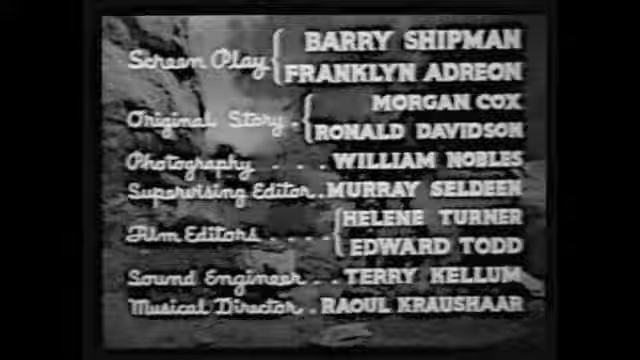 Screen Play { BARRY SHIPMAN
FRANKLYN ADREON
Original Story . { MORGAN COX
RONALD DAVIDSON
Photography . . . . WILLIAM NOBLES
Supervising Editor . MURRAY SELDEEN
Film Editors . . . . { HELENE TURNER
EDWARD TODD
Sound Engineer . . TERRY KELLUM
Musical Director . RAOUL KRAUSHAAR